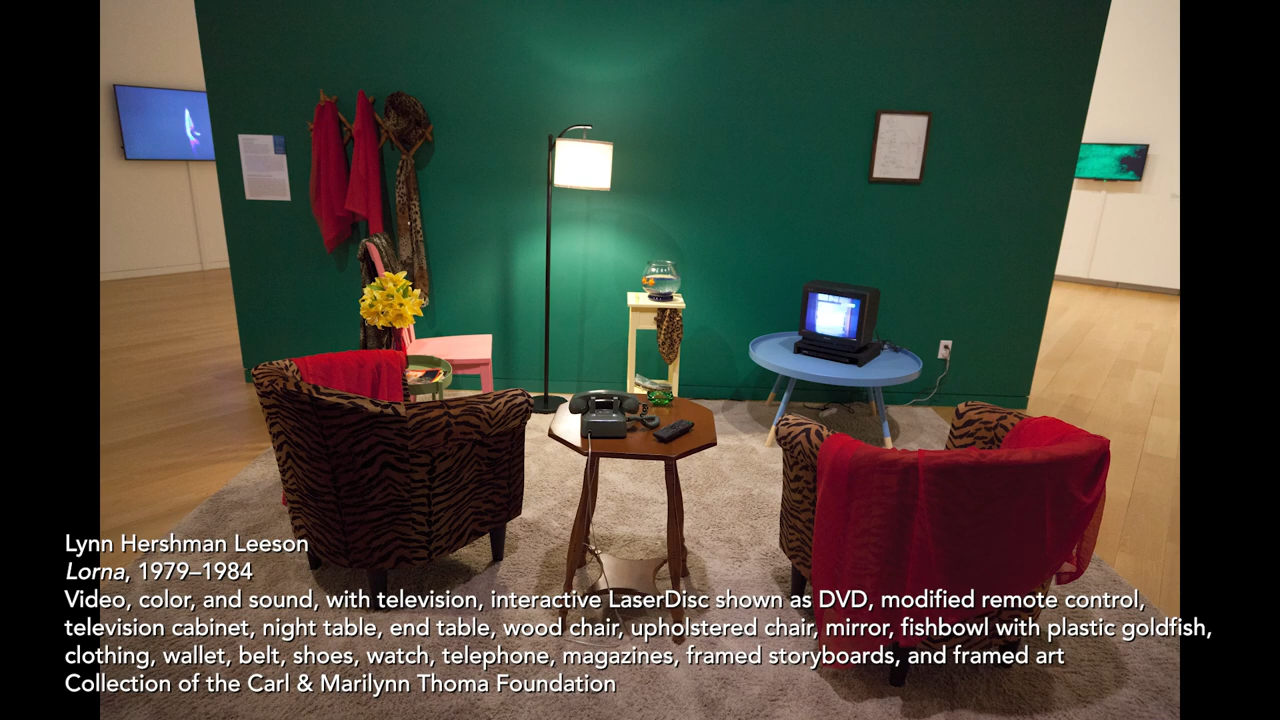 Lynn Hershman Leeson
Lorna, 1979–1984
Video, color, and sound, with television, interactive LaserDisc shown as DVD, modified remote control,
television cabinet, night table, end table, wood chair, upholstered chair, mirror, fishbowl with plastic goldfish,
clothing, wallet, belt, shoes, watch, telephone, magazines, framed storyboards, and framed art
Collection of the Carl & Marilynn Thoma Foundation